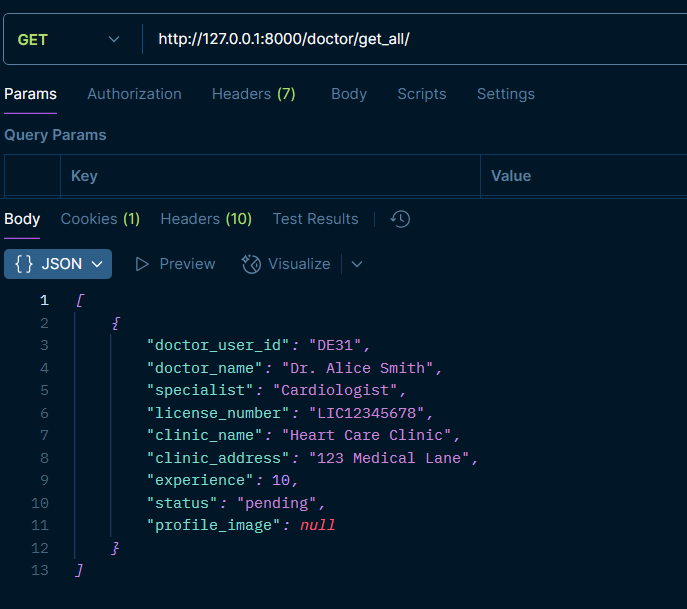 GET http://127.0.0.1:8000/doctor/get_all/
Params Authorization Headers (7) Body Scripts Settings
Query Params
Key Value
Body Cookies (1) Headers (10) Test Results
{} JSON Preview Visualize
1 [
2 {
3 "doctor_user_id": "DE31",
4 "doctor_name": "Dr. Alice Smith",
5 "specialist": "Cardiologist",
6 "license_number": "LIC12345678",
7 "clinic_name": "Heart Care Clinic",
8 "clinic_address": "123 Medical Lane",
9 "experience": 10,
10 "status": "pending",
11 "profile_image": null
12 }
13 ]